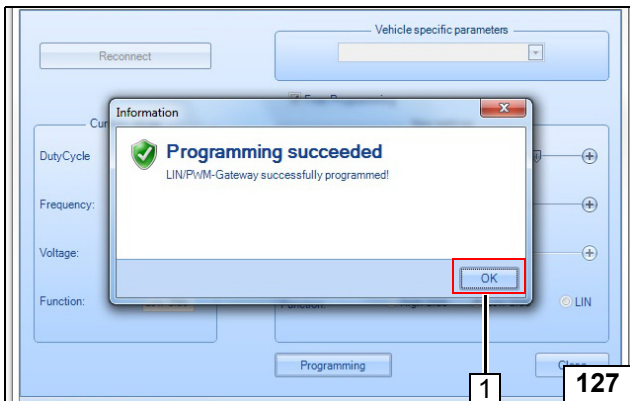 Vehicle specific parameters
Reconnect
Information
Programming succeeded
LIN/PWM-Gateway successfully programmed!
DutyCycle
Frequency:
Voltage:
OK
Function:
LIN
Programming
1
127